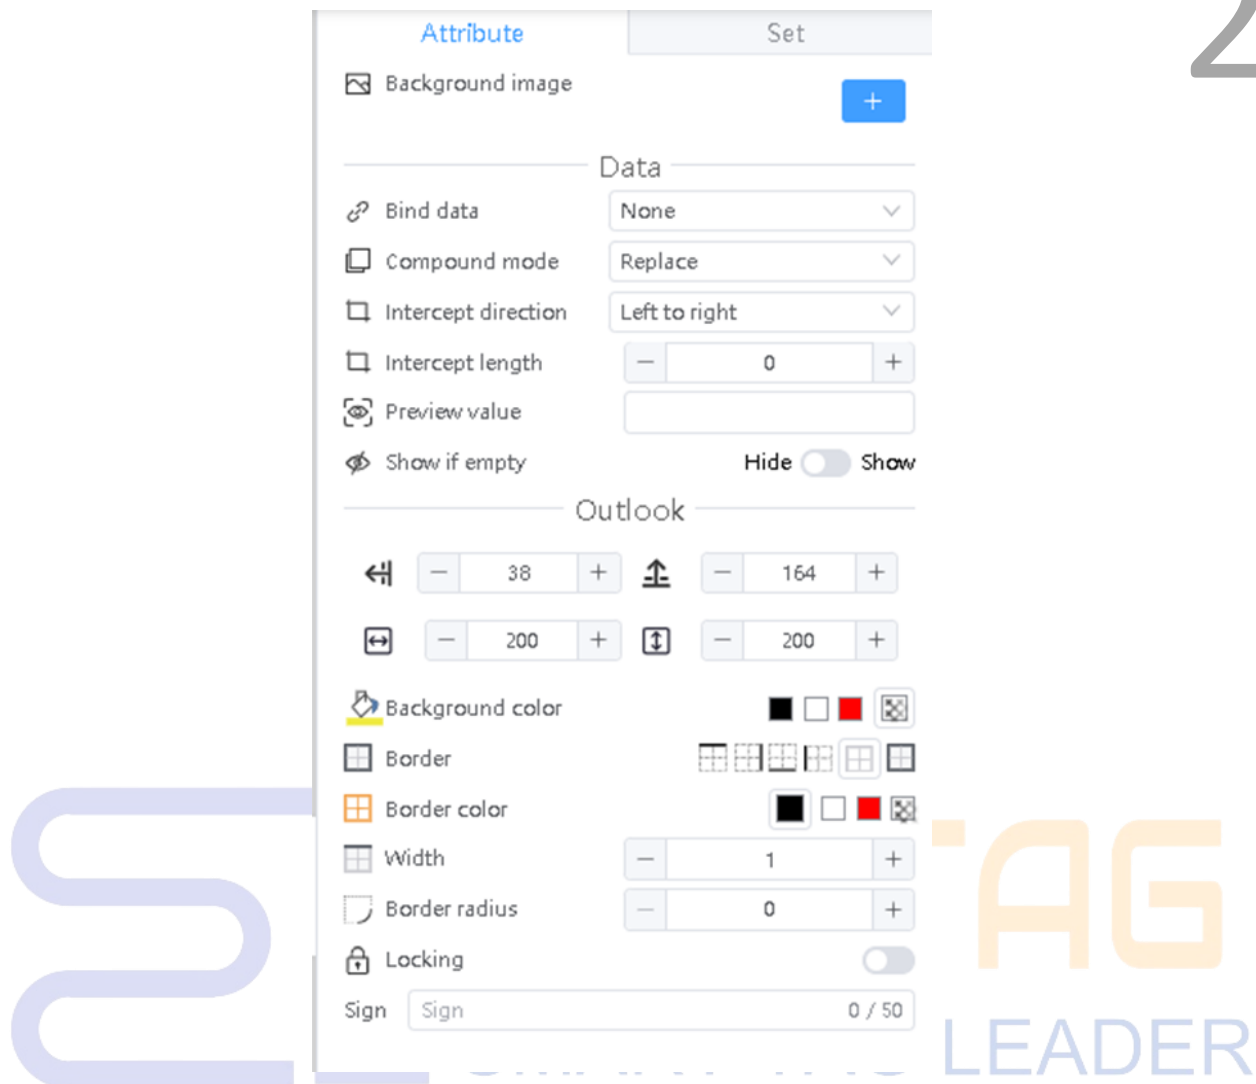 2
Attribute Set
Background image
+
Data
Bind data None
Compound mode Replace
Intercept direction Left to right
Intercept length — 0 +
Preview value
Show if empty Hide Show
Outlook
— 38 + — 164 +
— 200 + — 200 +
Background color
Border
Border color
Width — 1 +
Border radius — 0 +
Locking
Sign Sign 0 / 50
AG
LEADER